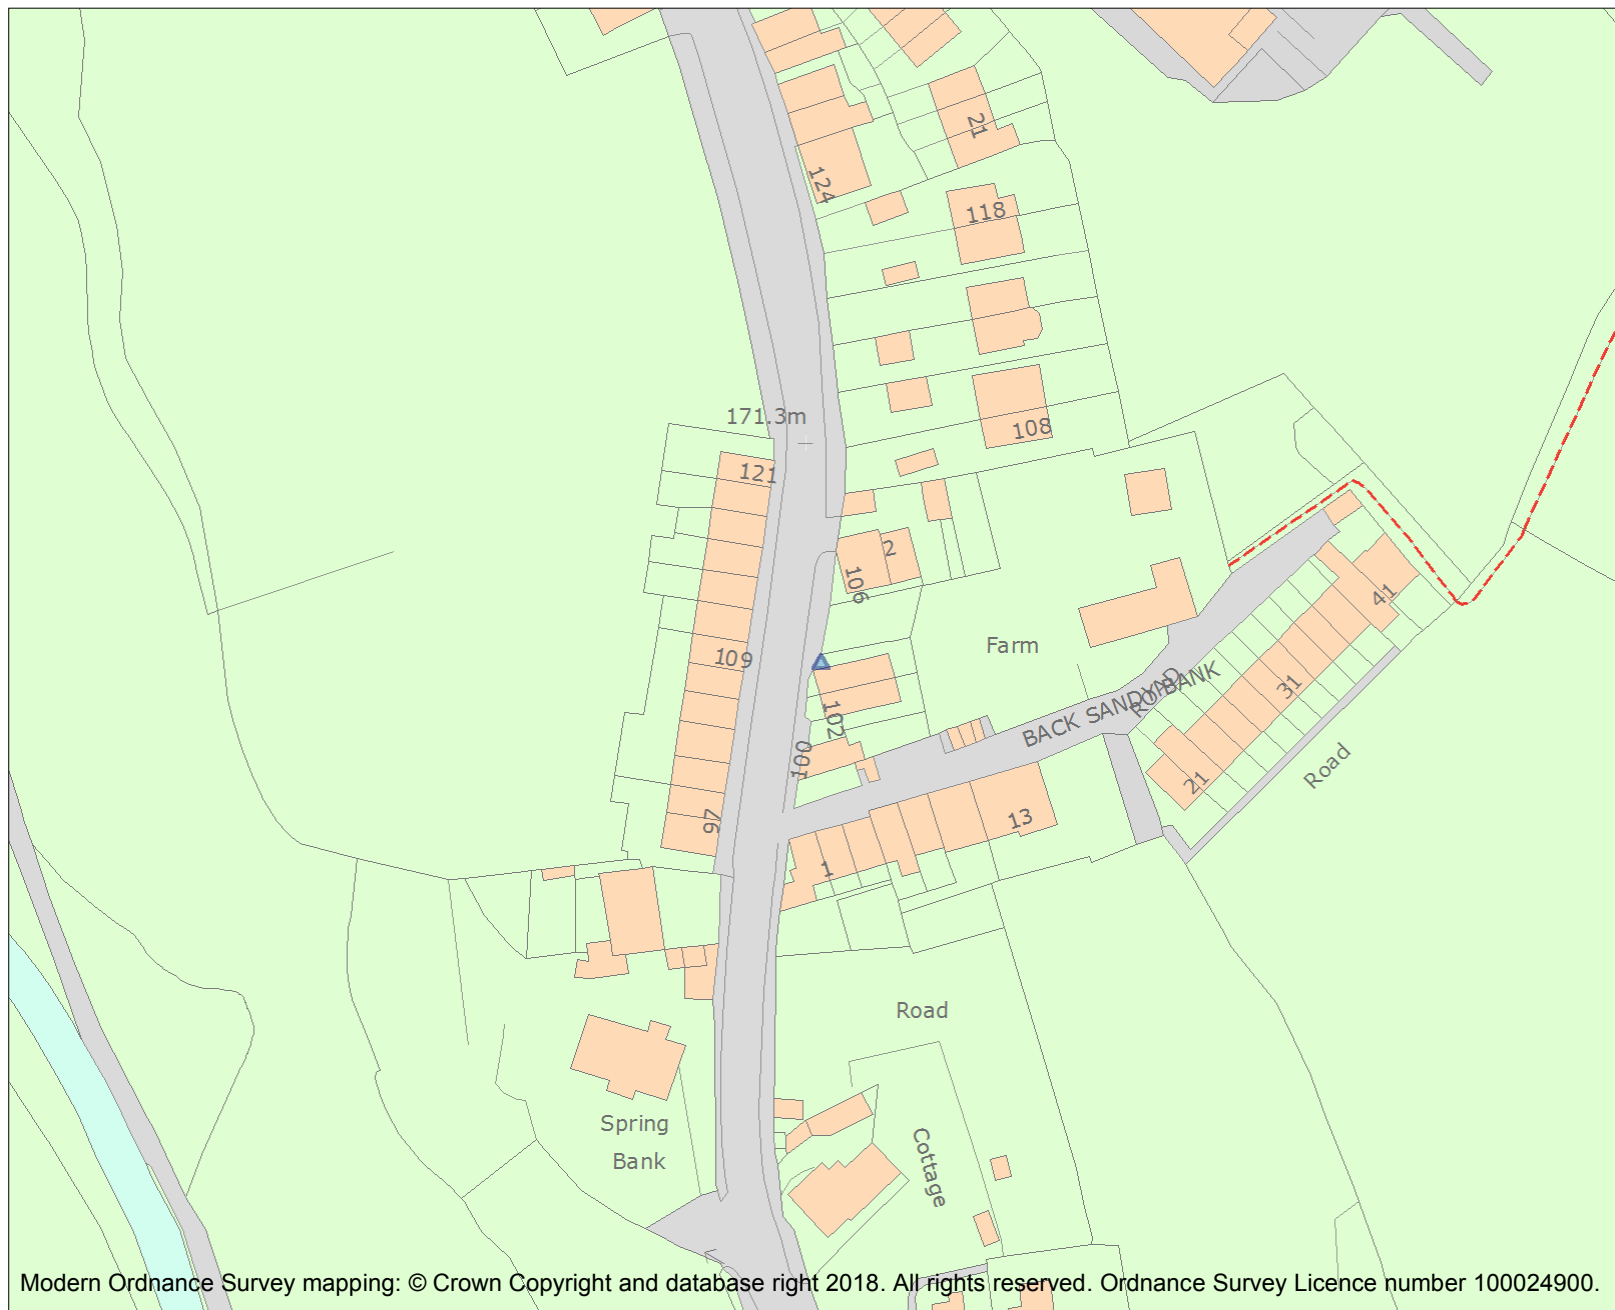 21
124
118
171.3m
108
121
2
106
41
Farm
109
BACK SANDY BANK
ROAD
31
102
100
Road
21
97
13
1
Road
Spring
Bank
Cottage
Modern Ordnance Survey mapping: © Crown Copyright and database right 2018. All rights reserved. Ordnance Survey Licence number 100024900.